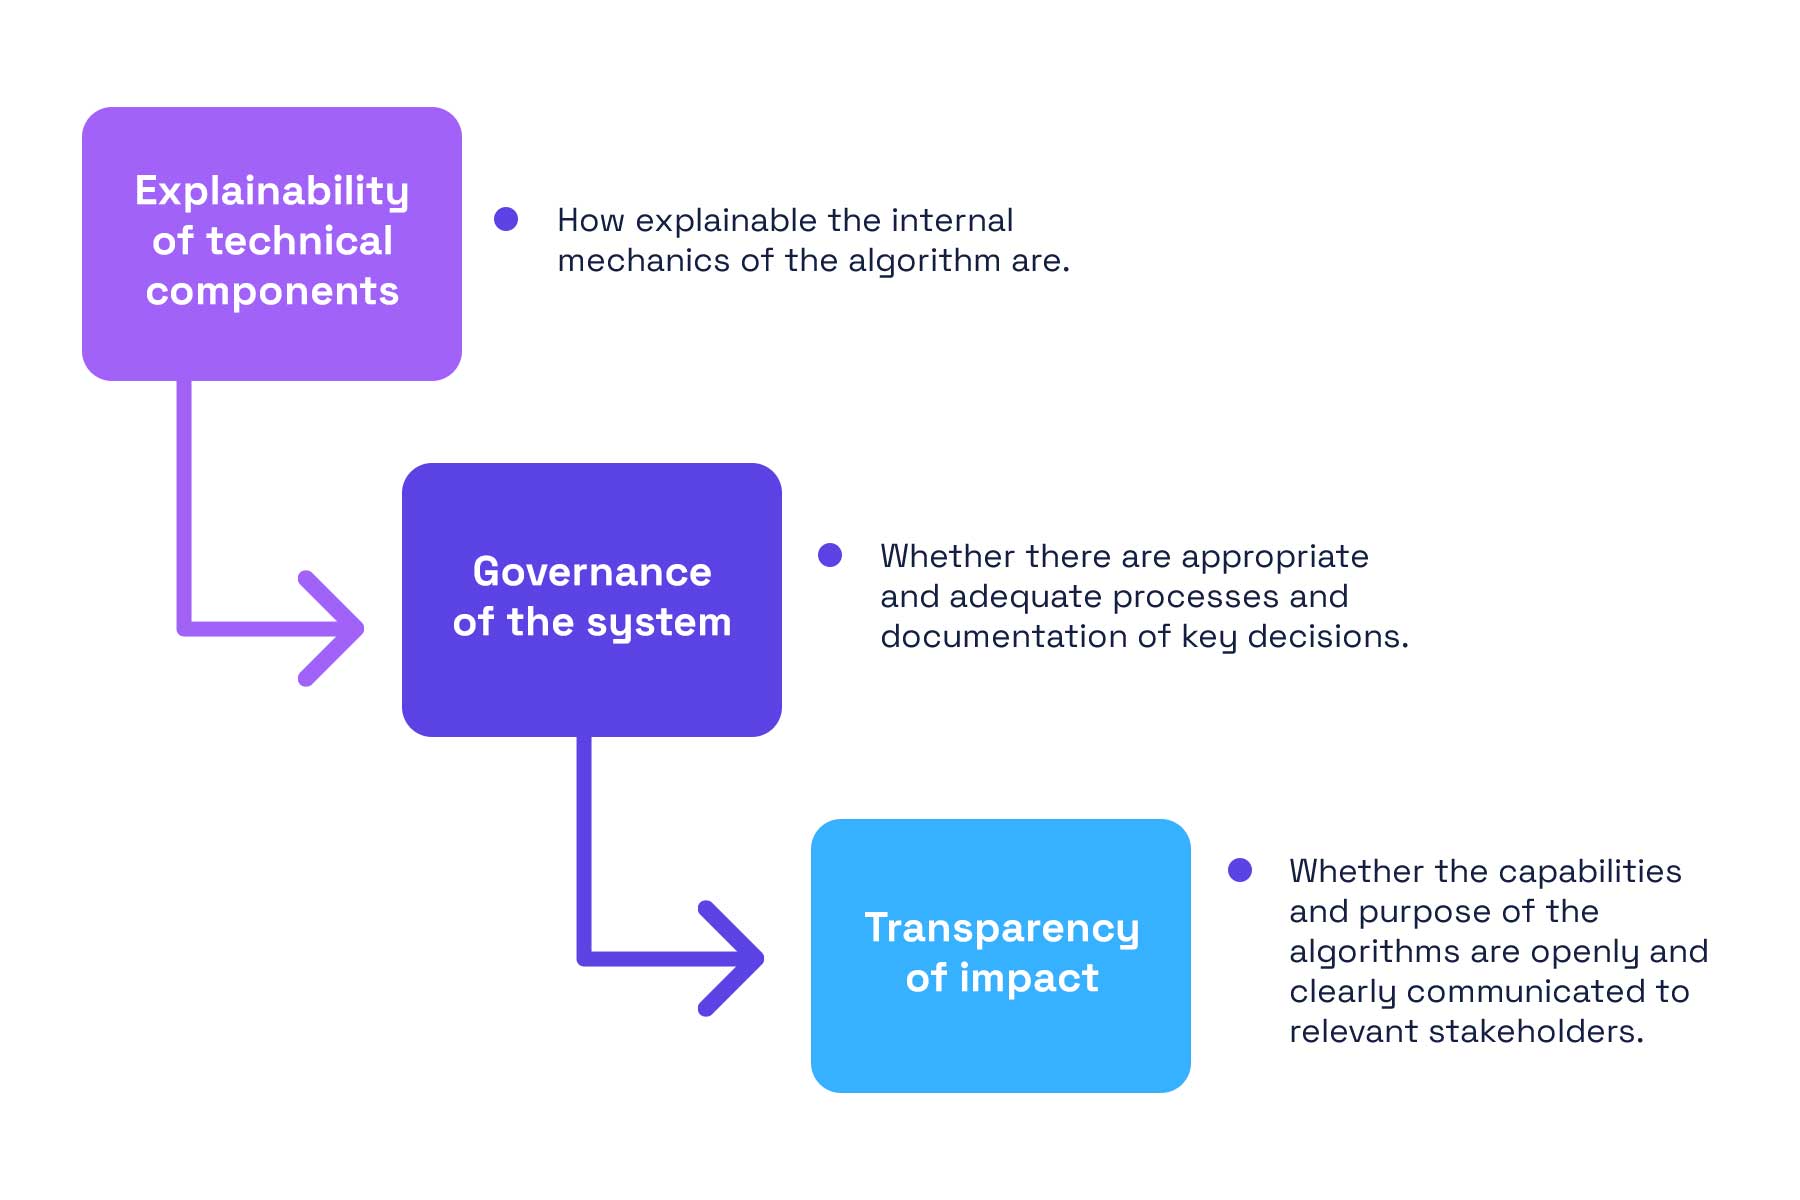 Explainability
of technical
components
How explainable the internal
mechanics of the algorithm are.
Governance
of the system
Whether there are appropriate
and adequate processes and
documentation of key decisions.
Transparency
of impact
Whether the capabilities
and purpose of the
algorithms are openly and
clearly communicated to
relevant stakeholders.